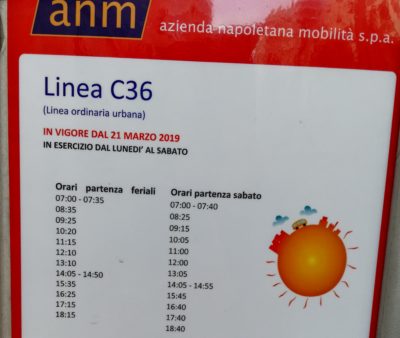 anm
azienda napoletana mobilità s.p.a.
Linea C36
(Linea ordinaria urbana)
IN VIGORE DAL 21 MARZO 2019
IN ESERCIZIO DAL LUNEDI' AL SABATO
Orari partenza feriali
07:00 - 07:35
08:35
09:25
10:20
11:15
12:10
13:10
14:05 - 14:50
15:35
16:25
17:15
18:15
Orari partenza sabato
07:00 - 07:40
08:25
09:15
10:05
11:00
12:00
13:05
14:05 - 14:55
15:45
16:40
17:40
18:40